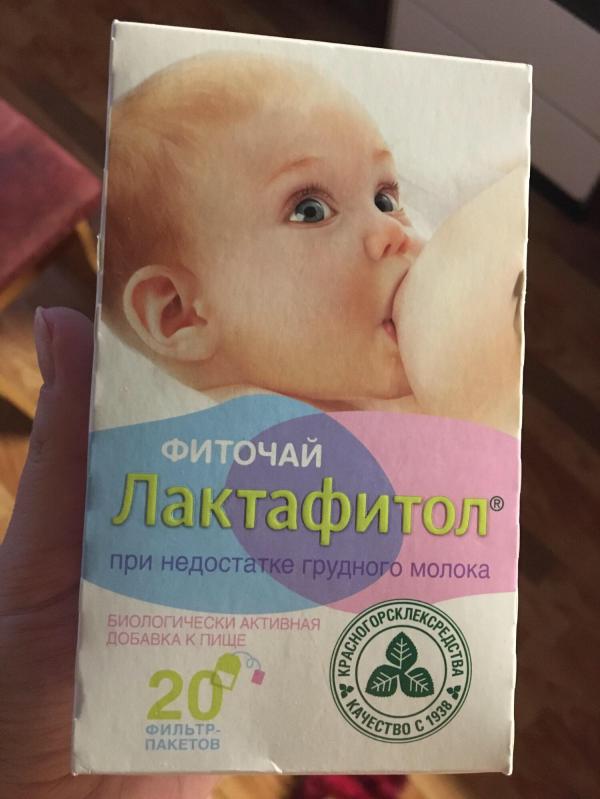 ФИТОЧАЙ
Лактафитол®
при недостатке грудного молока
БИОЛОГИЧЕСКИ АКТИВНАЯ
ДОБАВКА К ПИЩЕ
20
ФИЛЬТР-
ПАКЕТОВ
КРАСНОГОРСКЛЕКСРЕДСТВА
КАЧЕСТВО С 1938